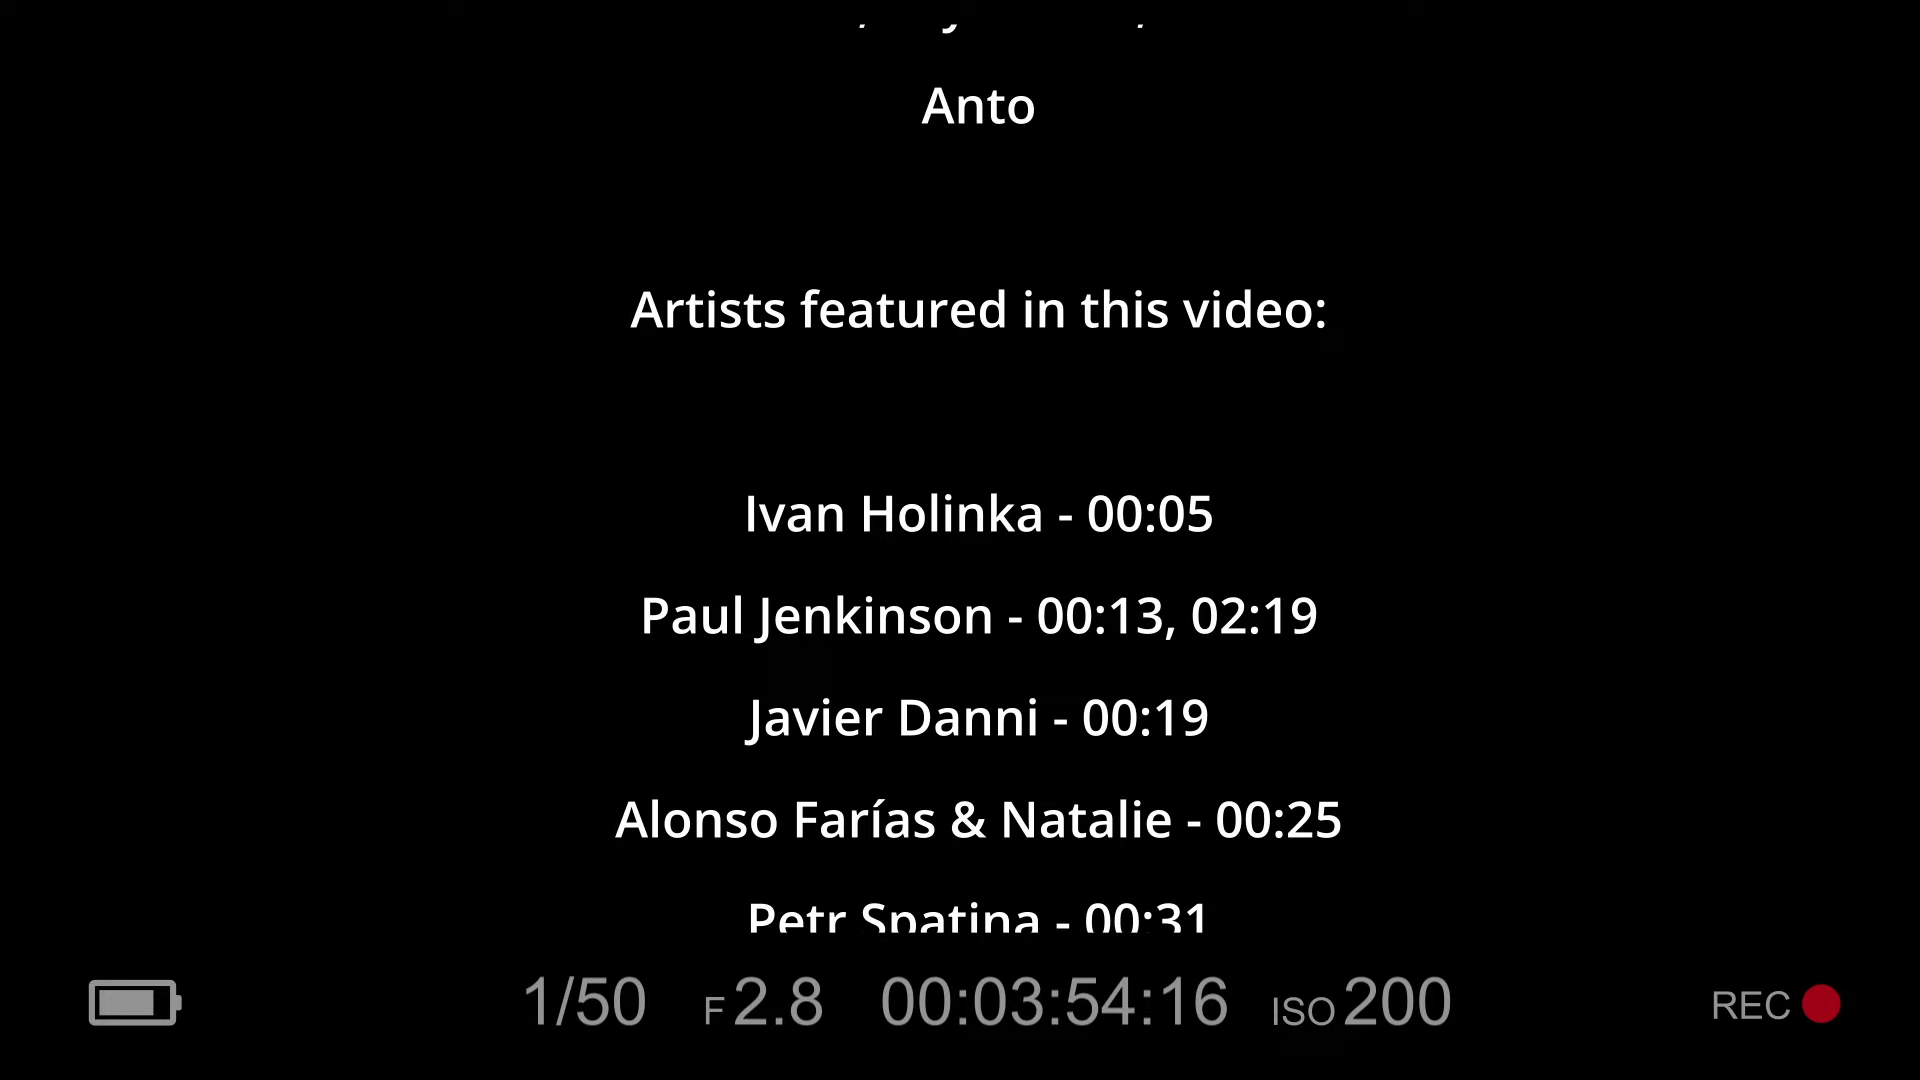 Anto
Artists featured in this video:
Ivan Holinka - 00:05
Paul Jenkinson - 00:13, 02:19
Javier Danni - 00:19
Alonso Farías & Natalie - 00:25
Petr Spatina - 00:31
1/50 F2.8 00:03:54:16 ISO200 REC